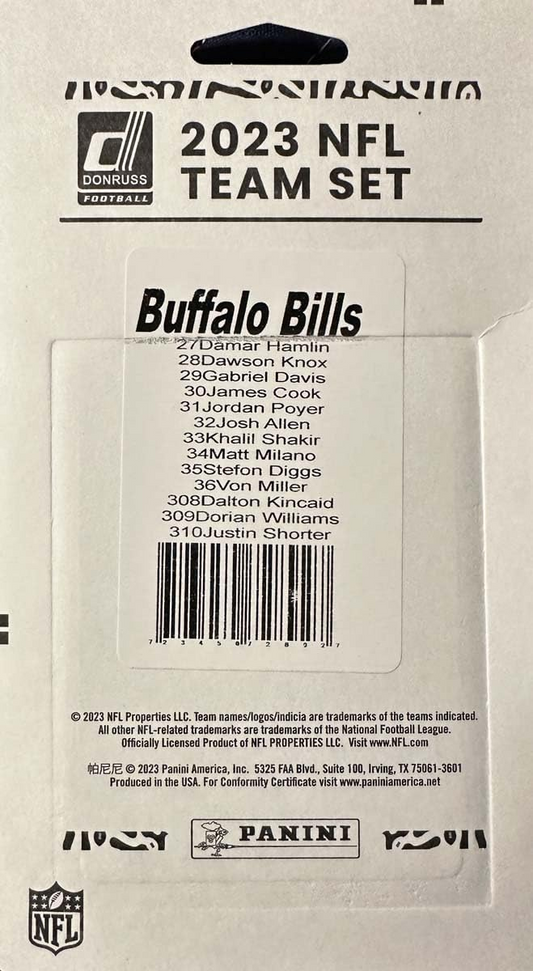 DONRUSS
FOOTBALL
2023 NFL
TEAM SET
Buffalo Bills
27Damar Hamlin
28Dawson Knox
29Gabriel Davis
30James Cook
31Jordan Poyer
32Josh Allen
33Khalil Shakir
34Matt Milano
35Stefon Diggs
36Von Miller
308Dalton Kincaid
309Dorian Williams
310Justin Shorter
© 2023 NFL Properties LLC. Team names/logos/indicia are trademarks of the teams indicated.
All other NFL-related trademarks are trademarks of the National Football League.
Officially Licensed Product of NFL PROPERTIES LLC. Visit www.NFL.com
帕尼尼 © 2023 Panini America, Inc. 5325 FAA Blvd., Suite 100, Irving, TX 75061-3601
Produced in the USA. For Conformity Certificate visit www.paniniamerica.net
PANINI
NFL